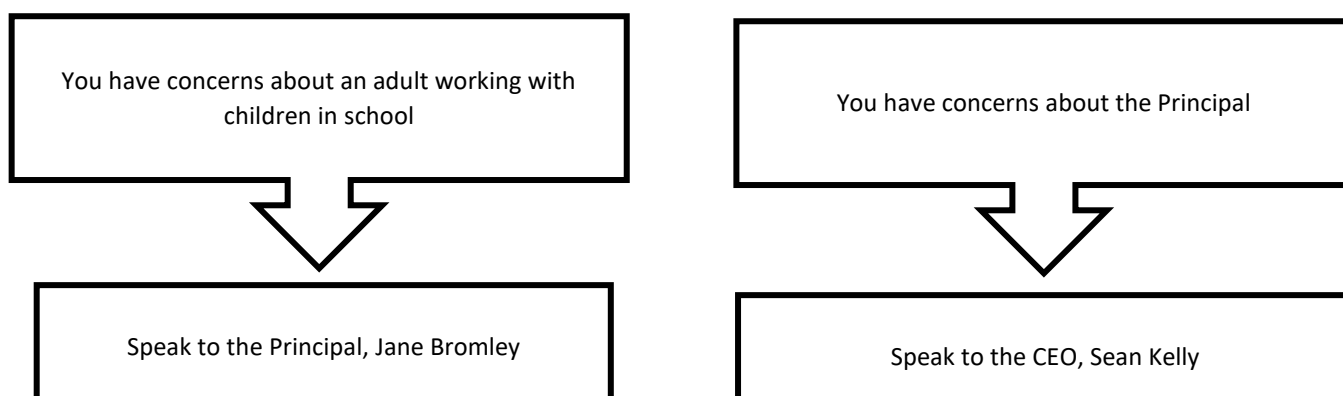 You have concerns about an adult working with
children in school
Speak to the Principal, Jane Bromley
You have concerns about the Principal
Speak to the CEO, Sean Kelly